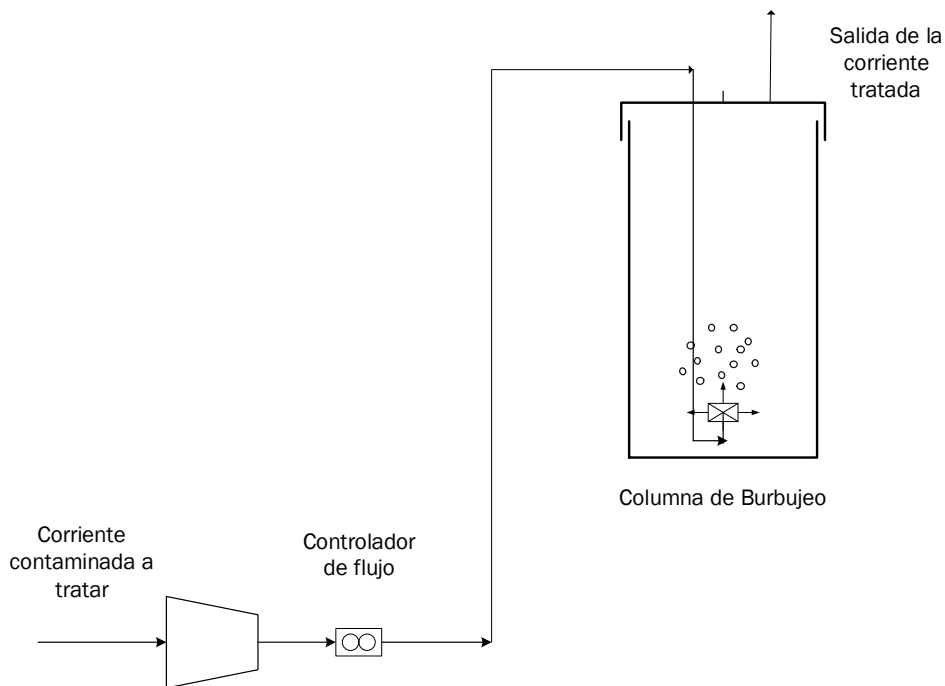 Salida de la
corriente
tratada
Columna de Burbujeo
Corriente
contaminada a
tratar
Controlador
de flujo